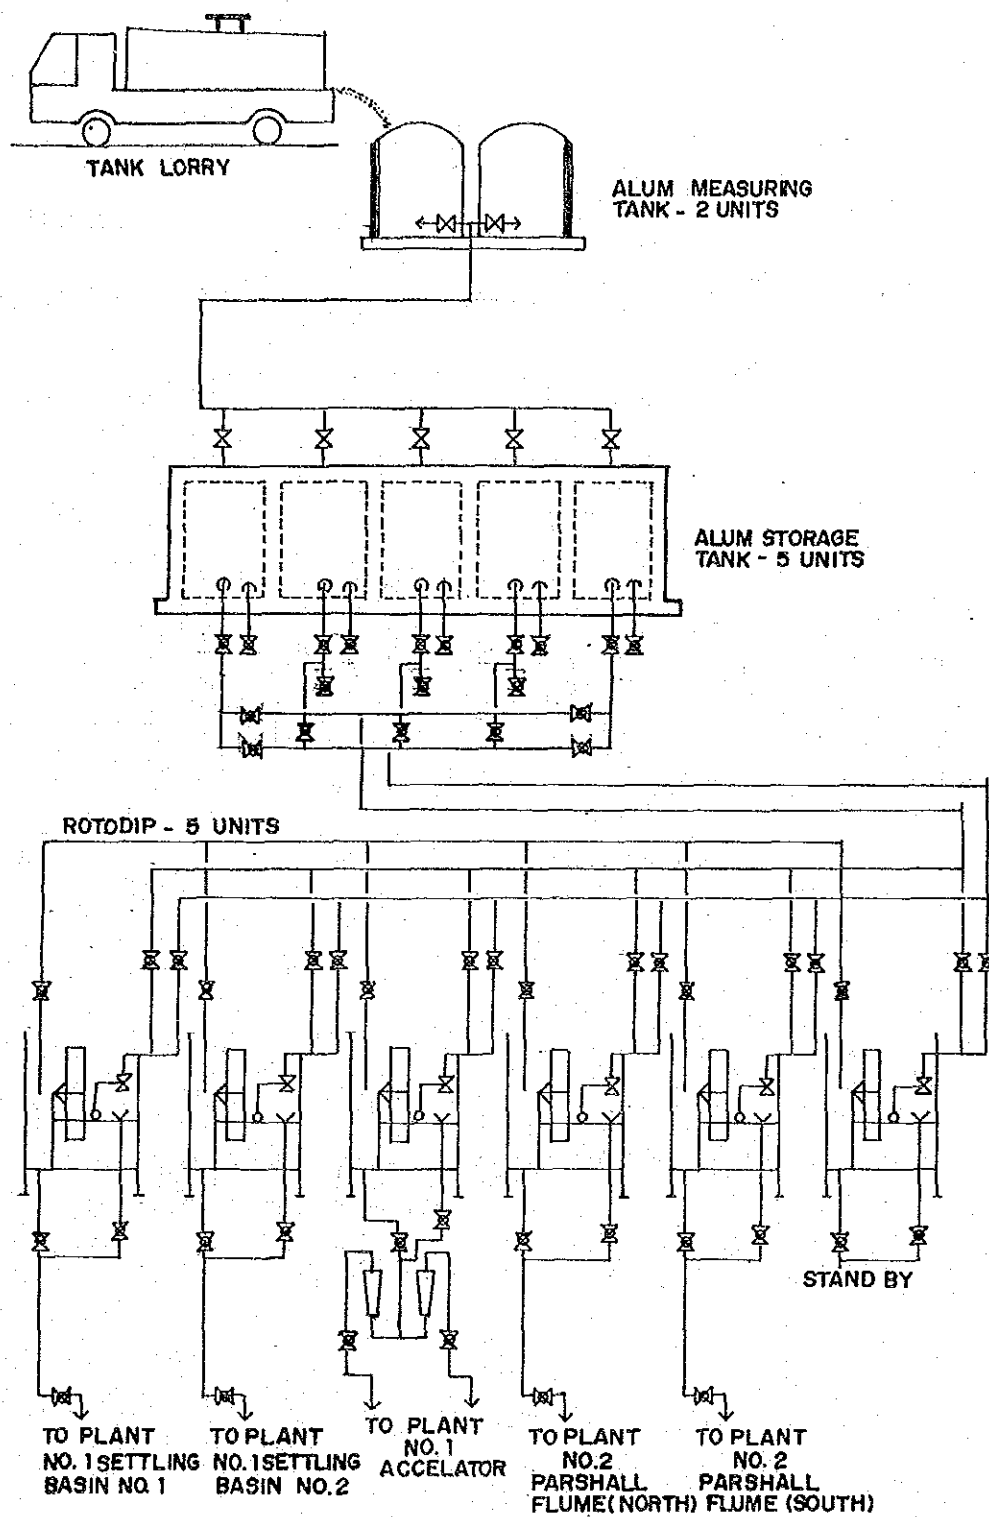 TANK LORRY
ALUM MEASURING
TANK - 2 UNITS
ALUM STORAGE
TANK - 5 UNITS
ROTODIP - 5 UNITS
STAND BY
TO PLANT
NO. 1 SETTLING
BASIN NO. 1
TO PLANT
NO. 1 SETTLING
BASIN NO. 2
TO PLANT
NO. 1
ACCELATOR
TO PLANT
NO. 2
PARSHALL
FLUME (NORTH)
TO PLANT
NO. 2
PARSHALL
FLUME (SOUTH)